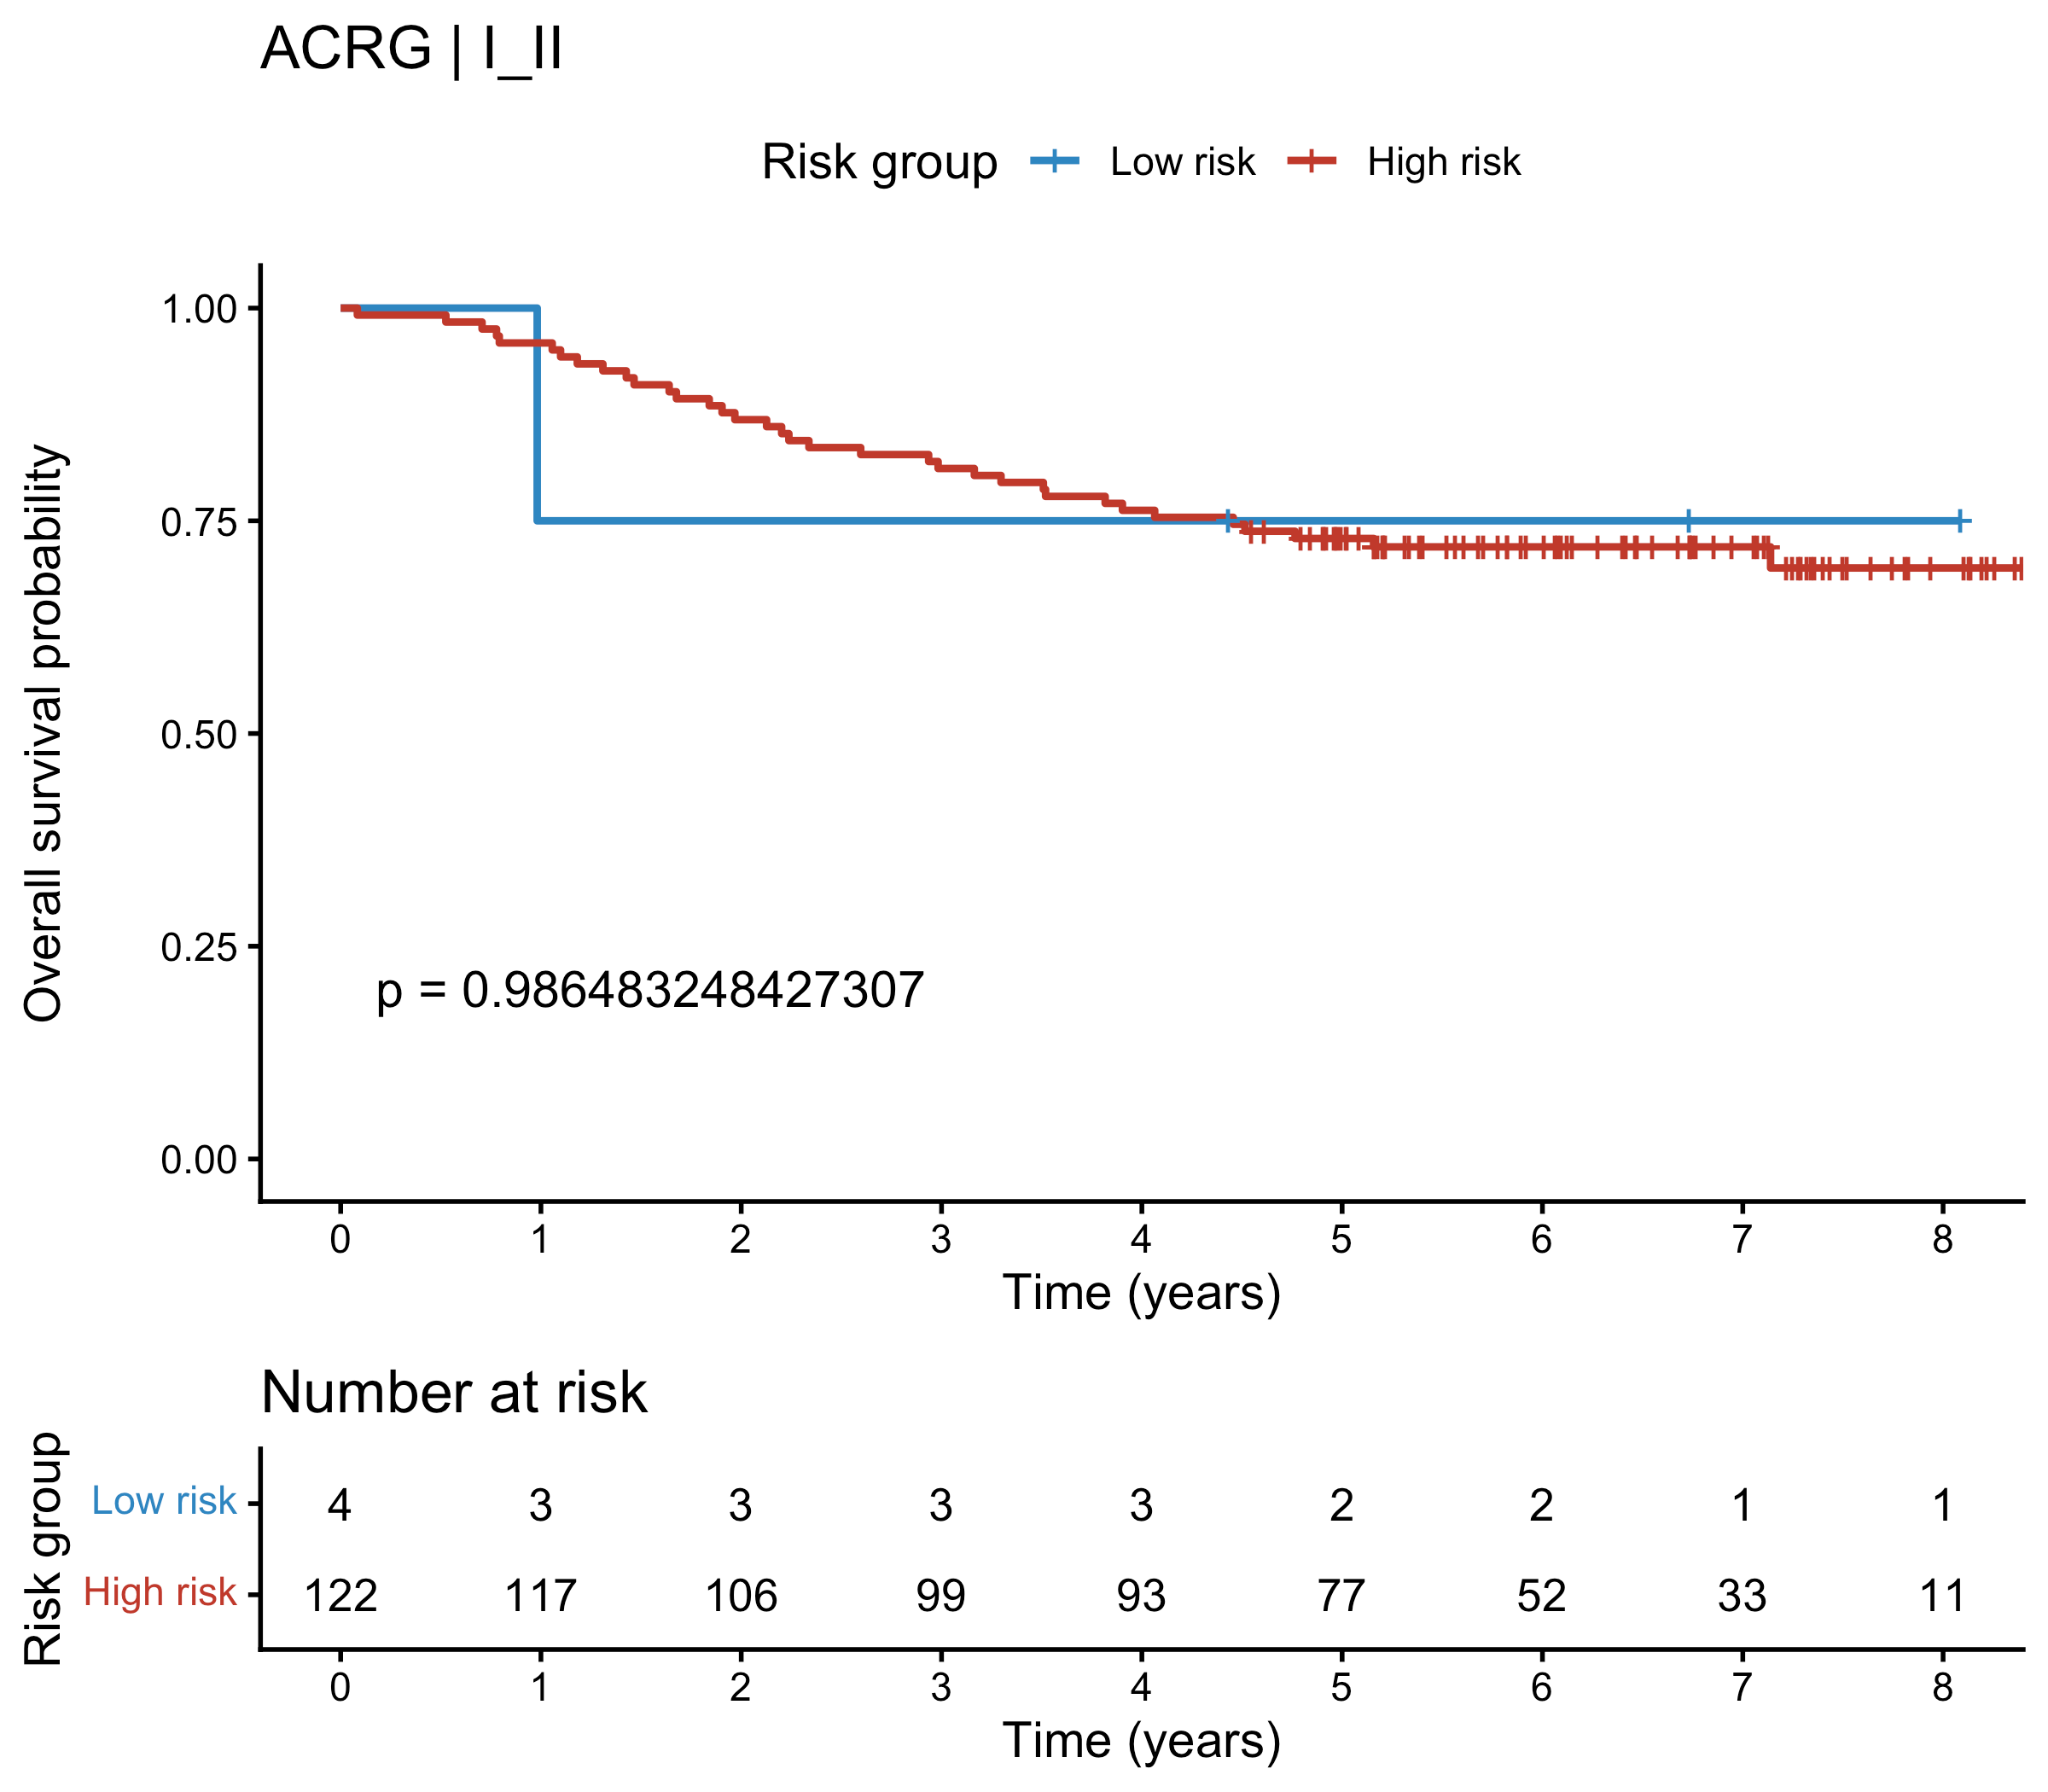 ACRG | I_II
Risk group Low risk High risk
Overall survival probability
1.00
0.75
0.50
0.25
0.00
p = 0.986483248427307
0 1 2 3 4 5 6 7 8
Time (years)
Number at risk
Risk group
Low risk 4 3 3 3 3 2 2 1 1
High risk 122 117 106 99 93 77 52 33 11
0 1 2 3 4 5 6 7 8
Time (years)